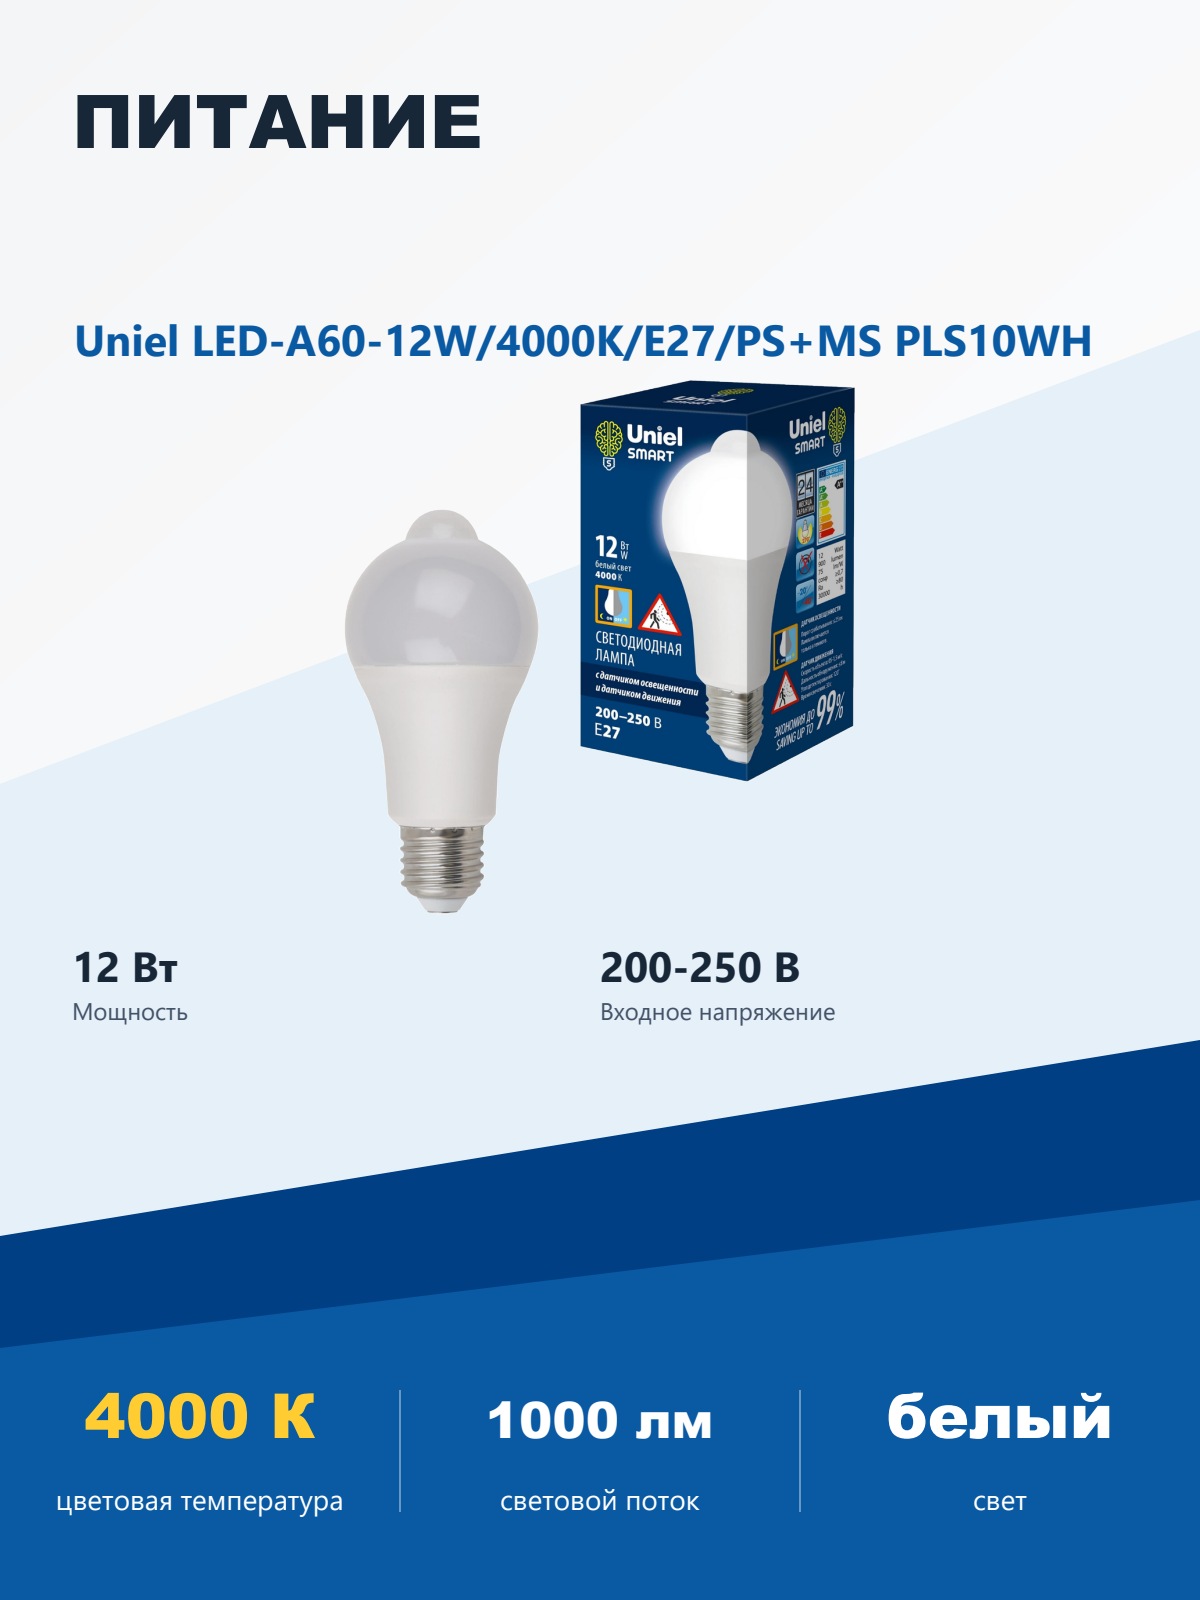 ПИТАНИЕ
Uniel LED-A60-12W/4000K/E27/PS+MS PLS10WH
Uniel
SMART
12 Вт
W
белый свет
4000 K
СВЕТОДИОДНАЯ
ЛАМПА
с датчиком освещенности
и датчиком движения
200–250 В
E27
Uniel
SMART
24
ЭКОНОМИЯ ДО
SAVING UP TO
99%
12 Вт
Мощность
200-250 В
Входное напряжение
4000 К
цветовая температура
1000 лм
световой поток
белый
свет